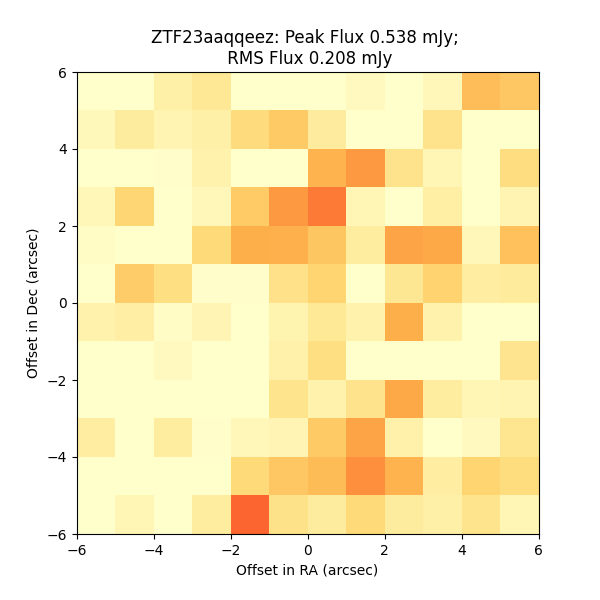 ZTF23aaqqeez: Peak Flux 0.538 mJy;
RMS Flux 0.208 mJy
6
4
2
0
−2
−4
−6
Offset in Dec (arcsec)
−6 −4 −2 0 2 4 6
Offset in RA (arcsec)